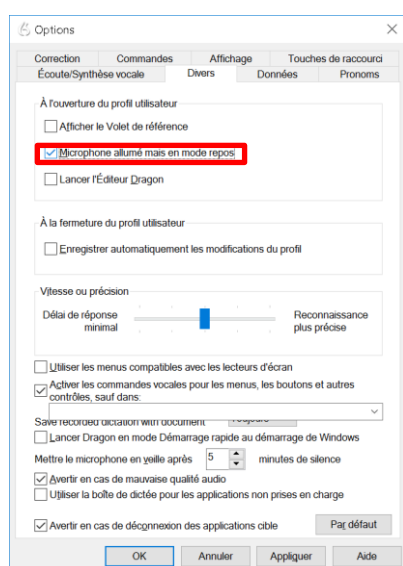 Options
Correction Commandes Affichage Touches de raccourci
Écoute/Synthèse vocale Divers Données Pronoms
À l'ouverture du profil utilisateur
Afficher le Volet de référence
Microphone allumé mais en mode repos
Lancer l'Éditeur Dragon
À la fermeture du profil utilisateur
Enregistrer automatiquement les modifications du profil
Vitesse ou précision
Délai de réponse minimal
Reconnaissance plus précise
Utiliser les menus compatibles avec les lecteurs d'écran
Activer les commandes vocales pour les menus, les boutons et autres
contrôles, sauf dans:
Save recorded dictation with document
Lancer Dragon en mode Démarrage rapide au démarrage de Windows
Mettre le microphone en veille après 5 minutes de silence
Avertir en cas de mauvaise qualité audio
Utiliser la boîte de dictée pour les applications non prises en charge
Avertir en cas de déconnexion des applications cible Par défaut
OK Annuler Appliquer Aide